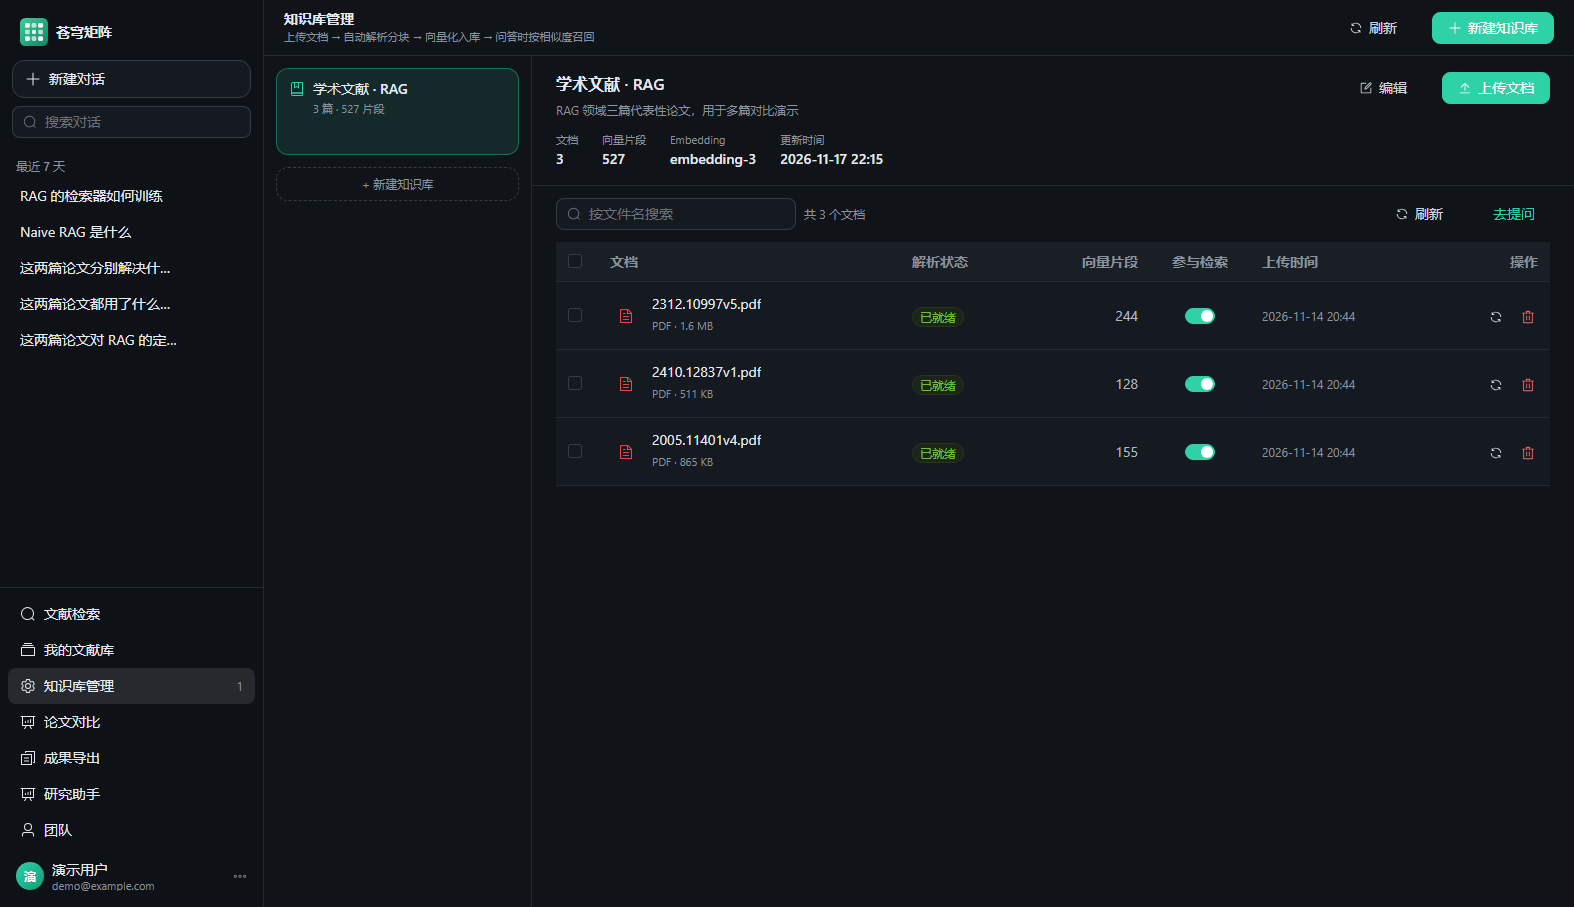 苍穹矩阵
新建对话
搜索对话
最近 7 天
RAG 的检索器如何训练
Naive RAG 是什么
这两篇论文分别解决什...
这两篇论文都用了什么...
这两篇论文对 RAG 的定...
文献检索
我的文献库
知识库管理 1
论文对比
成果导出
研究助手
团队
演 演示用户
demo@example.com
知识库管理
上传文档 → 自动解析分块 → 向量化入库 → 问答时按相似度召回
刷新 新建知识库
学术文献 · RAG
3 篇 · 527 片段
+ 新建知识库
学术文献 · RAG
RAG 领域三篇代表性论文，用于多篇对比演示
编辑 上传文档
文档 向量片段 Embedding 更新时间
3 527 embedding-3 2026-11-17 22:15
按文件名搜索 共 3 个文档 刷新 去提问
文档 解析状态 向量片段 参与检索 上传时间 操作
2312.10997v5.pdf
PDF · 1.6 MB
已就绪 244 2026-11-14 20:44
2410.12837v1.pdf
PDF · 511 KB
已就绪 128 2026-11-14 20:44
2005.11401v4.pdf
PDF · 865 KB
已就绪 155 2026-11-14 20:44